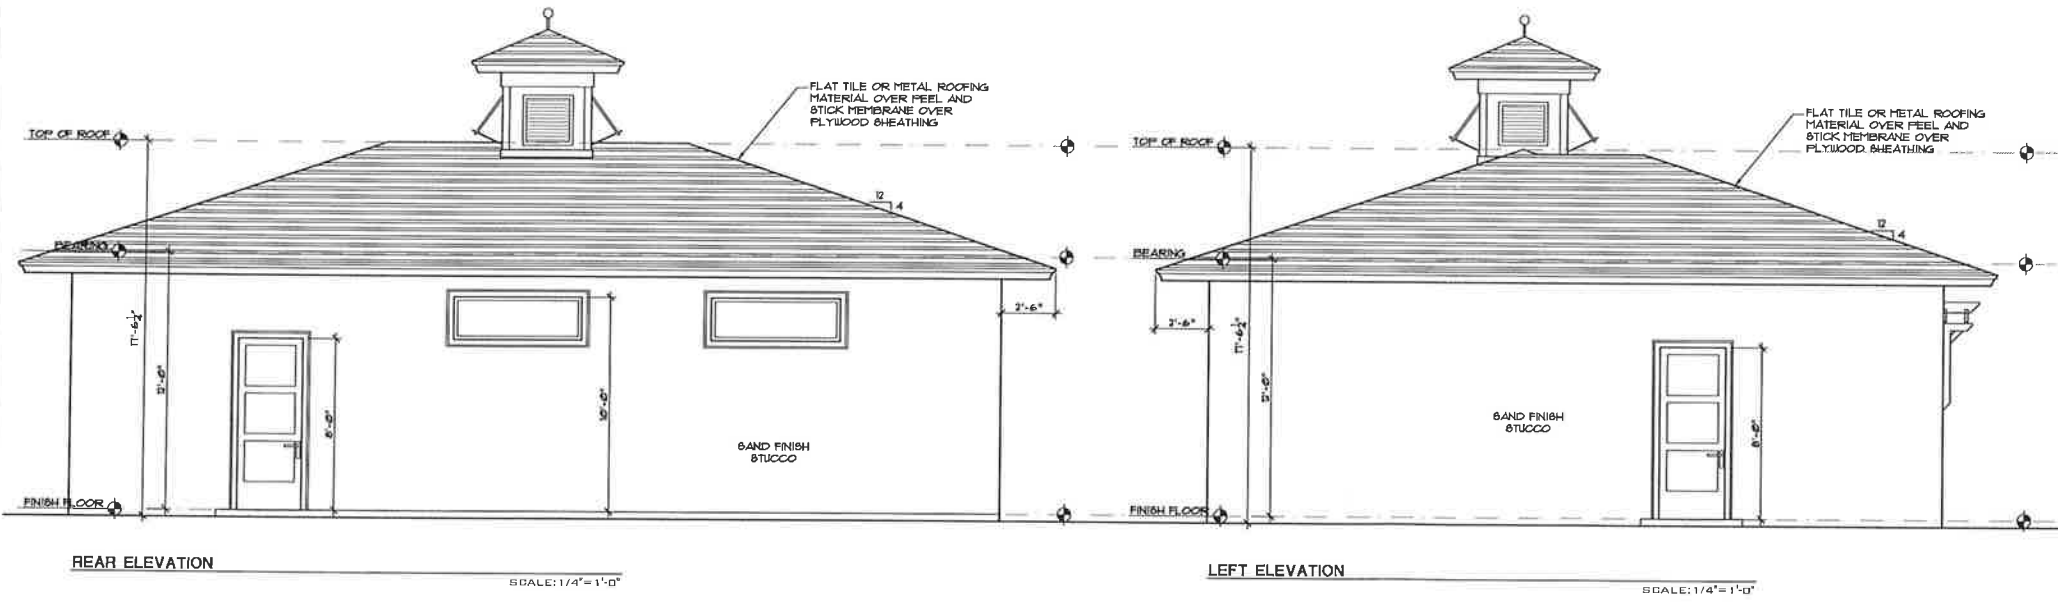 FLAT TILE OR METAL ROOFING
MATERIAL OVER PEEL AND
STICK MEMBRANE OVER
PLYWOOD SHEATHING
TOP OF ROOF
12
4
BEARING
2'-6"
17'-6½"
12'-0"
8'-0"
10'-0"
SAND FINISH
STUCCO
FINISH FLOOR
REAR ELEVATION
SCALE: 1/4"=1'-0"
FLAT TILE OR METAL ROOFING
MATERIAL OVER PEEL AND
STICK MEMBRANE OVER
PLYWOOD SHEATHING
TOP OF ROOF
12
4
BEARING
2'-6"
17'-6½"
12'-0"
8'-0"
SAND FINISH
STUCCO
FINISH FLOOR
LEFT ELEVATION
SCALE: 1/4"=1'-0"